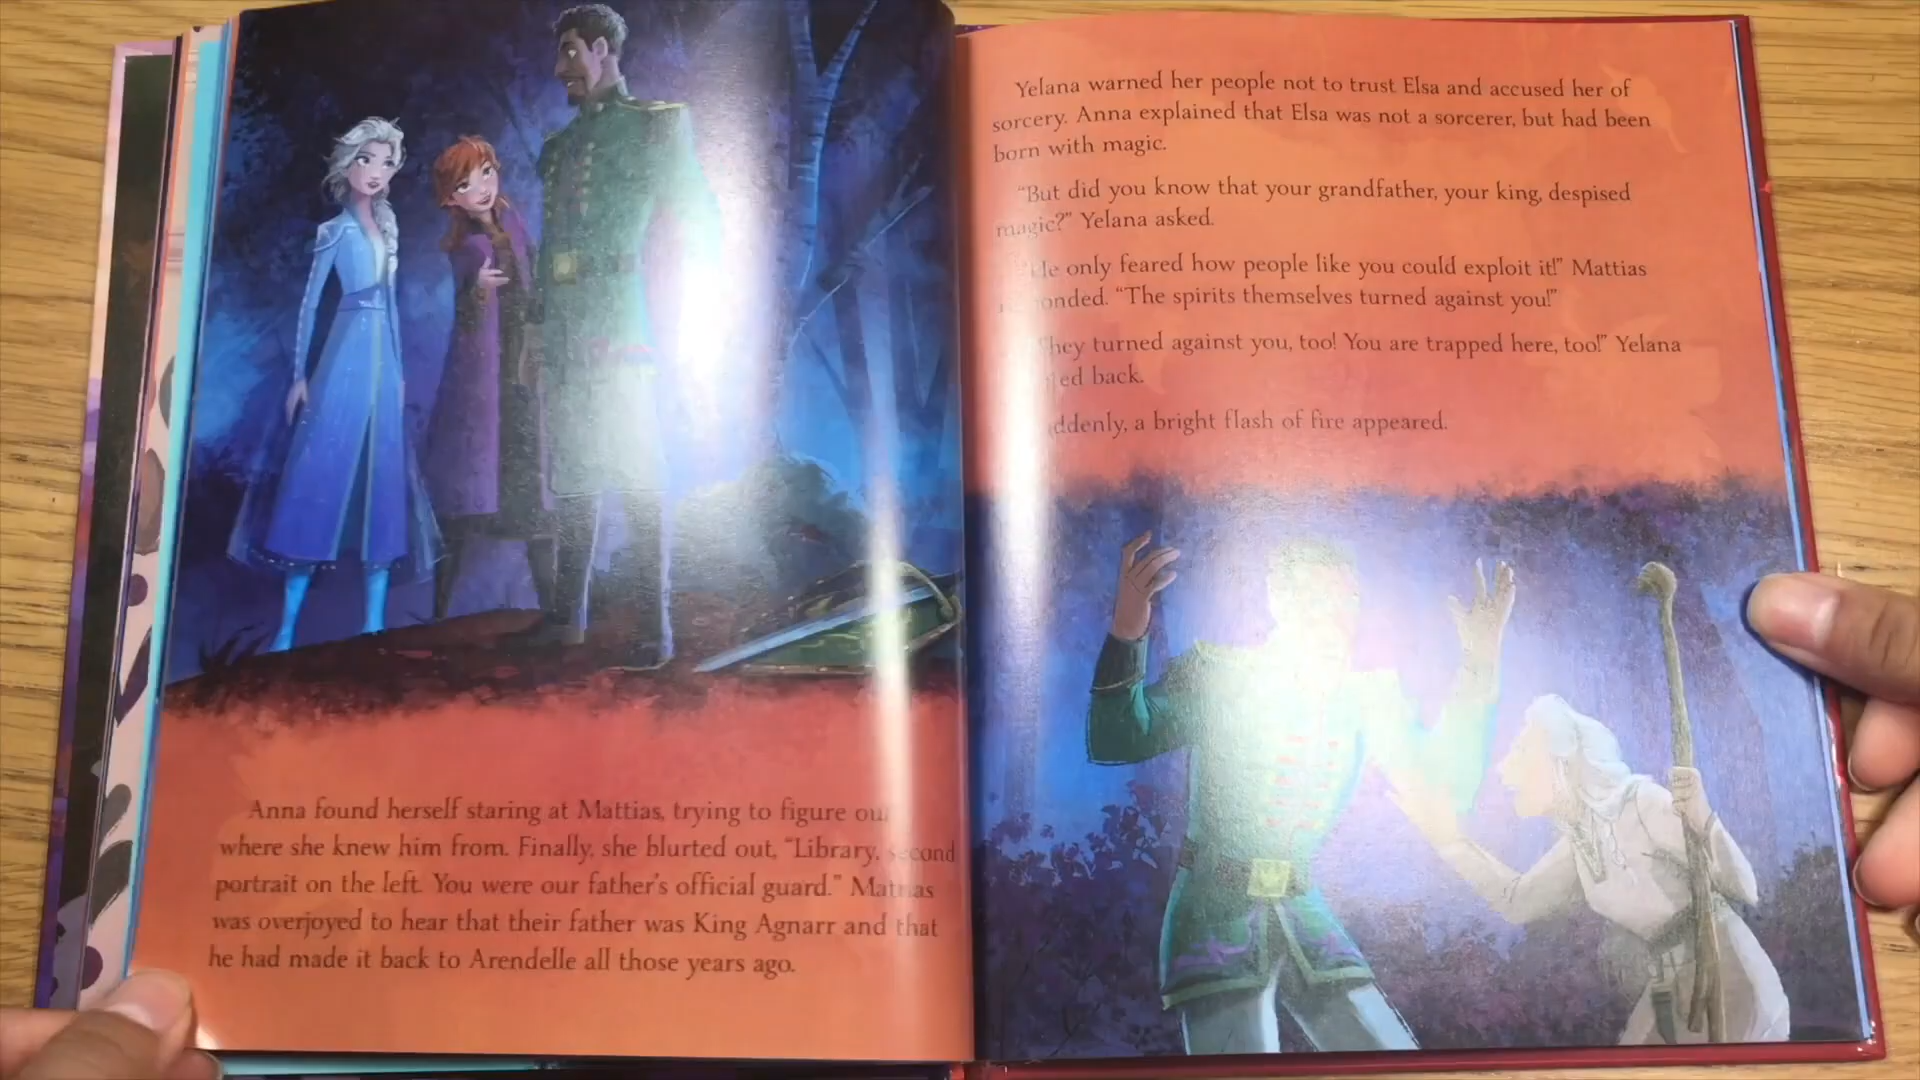 Anna found herself staring at Mattias, trying to figure
where she knew him from. Finally, she blurted out, “Library, second
portrait on the left. You were our father's official guard.” Mattias
was overjoyed to hear that their father was King Agnarr and that
he had made it back to Arendelle all those years ago.
Yelana warned her people not to trust Elsa and accused her of
sorcery. Anna explained that Elsa was not a sorcerer, but had been
born with magic.
“But did you know that your grandfather, your king, despised
magic?” Yelana asked.
“He only feared how people like you could exploit it!” Mattias
responded. “The spirits themselves turned against you!”
They turned against you, too! You are trapped here, too!” Yelana
back.
Suddenly, a bright flash of fire appeared.